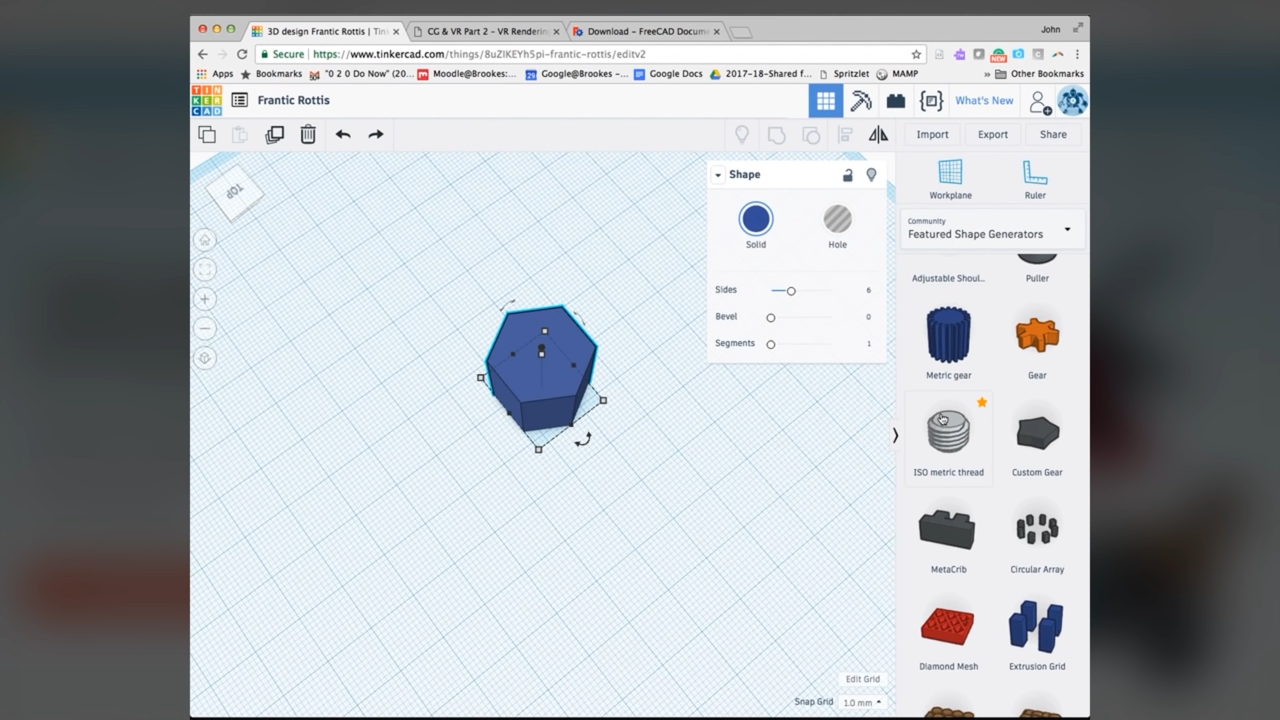 3D design Frantic Rottis | Tin
CG & VR Part 2 - VR Renderin
Download - FreeCAD Docum
John
Secure
https://www.tinkercad.com/things/8uZlKEYhSpi-frantic-rottis/editv2
NEW
Apps
Bookmarks
"0 2 0 Do Now" (20...
Moodle@Brookes:...
Google@Brookes -...
Google Docs
2017-18-Shared f...
Spritzlet
MAMP
»
Other Bookmarks
TIN
KER
CAD
Frantic Rottis
What's New
Import
Export
Share
TOP
Shape
Solid
Hole
Sides
6
Bevel
0
Segments
1
Workplane
Ruler
Community
Featured Shape Generators
Adjustable Shoul..
Puller
Metric gear
Gear
ISO metric thread
Custom Gear
MetaCrib
Circular Array
Diamond Mesh
Extrusion Grid
Edit Grid
Snap Grid
1.0 mm